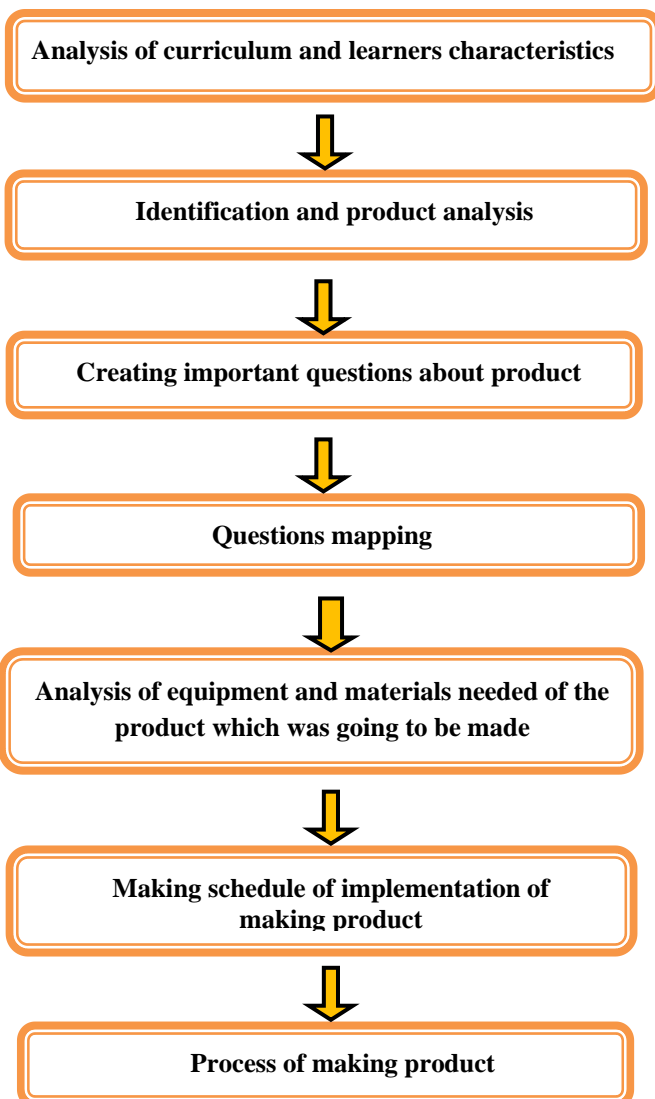 Analysis of curriculum and learners characteristics
Identification and product analysis
Creating important questions about product
Questions mapping
Analysis of equipment and materials needed of the
product which was going to be made
Making schedule of implementation of
making product
Process of making product